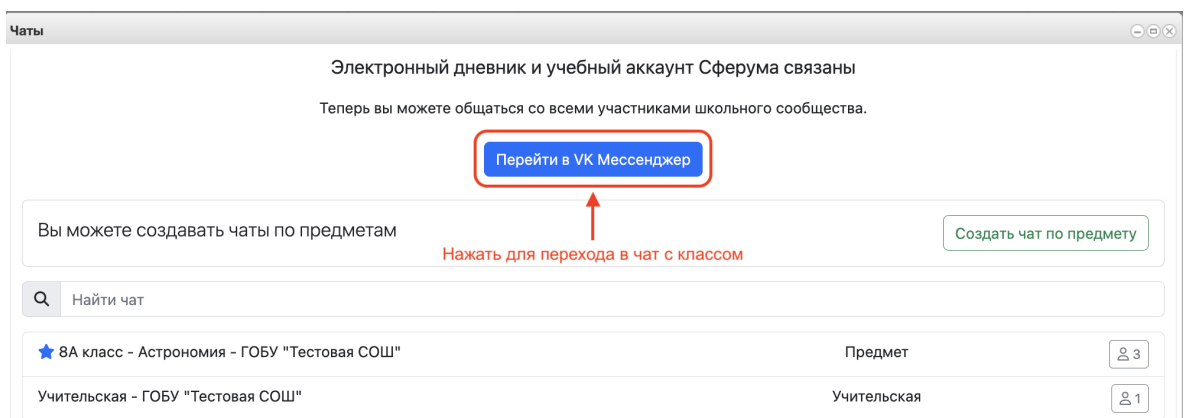 Чаты
Электронный дневник и учебный аккаунт Сферума связаны
Теперь вы можете общаться со всеми участниками школьного сообщества.
Перейти в VK Мессенджер
Вы можете создавать чаты по предметам
Создать чат по предмету
Нажать для перехода в чат с классом
Найти чат
8А класс - Астрономия - ГОБУ "Тестовая СОШ" Предмет 3
Учительская - ГОБУ "Тестовая СОШ" Учительская 1